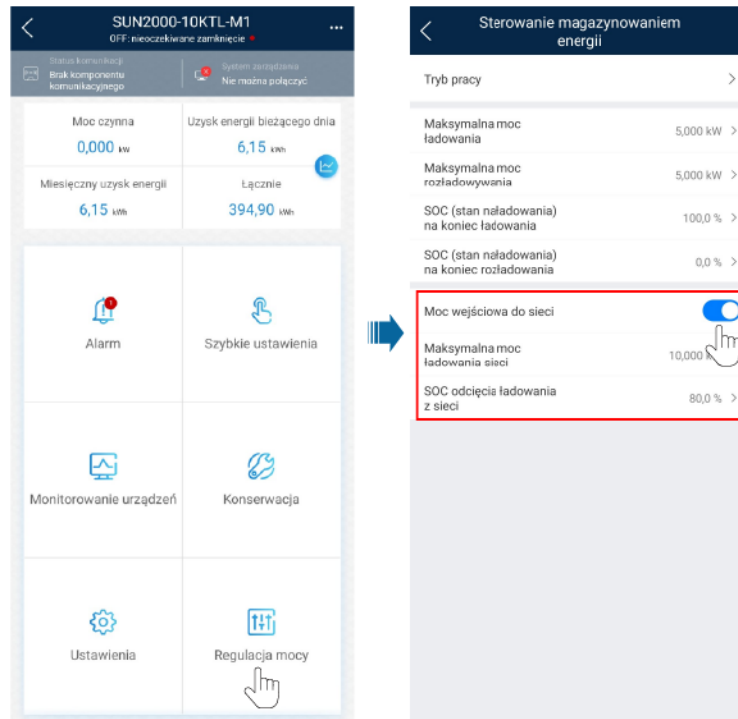 SUN2000-10KTL-M1
OFF: nieoczekiwane zamknięcie
Status komunikacji
Brak komponentu
komunikacyjnego
System zarządzania
Nie można połączyć
Moc czynna
0,000 kW
Uzysk energii bieżącego dnia
6,15 kWh
Miesięczny uzysk energii
6,15 kWh
Łącznie
394,90 kWh
Alarm
Szybkie ustawienia
Monitorowanie urządzeń
Konserwacja
Ustawienia
Regulacja mocy
Sterowanie magazynowaniem
energii
Tryb pracy
Maksymalna moc
ładowania
5,000 kW
Maksymalna moc
rozładowywania
5,000 kW
SOC (stan naładowania)
na koniec ładowania
100,0 %
SOC (stan naładowania)
na koniec rozładowania
0,0 %
Moc wejściowa do sieci
Maksymalna moc
ładowania sieci
10,000
SOC odcięcia ładowania
z sieci
80,0 %